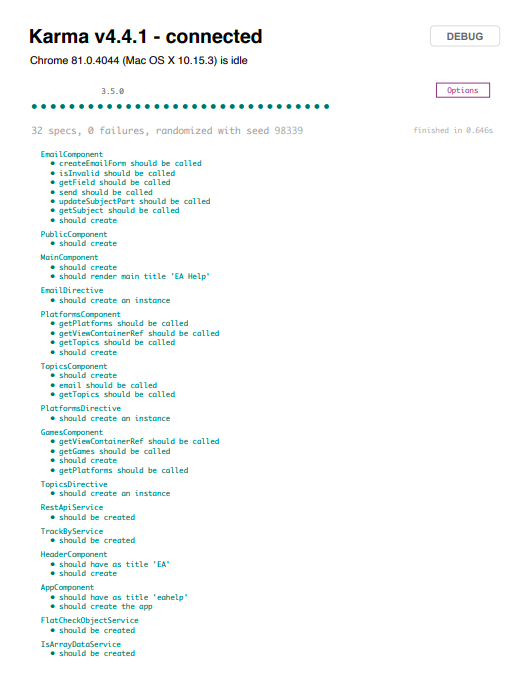 Karma v4.4.1 - connected
DEBUG
Chrome 81.0.4044 (Mac OS X 10.15.3) is idle
3.5.0
Options
32 specs, 0 failures, randomized with seed 98339
finished in 0.646s
EmailComponent
• createEmailForm should be called
• isInvalid should be called
• getField should be called
• send should be called
• updateSubjectPart should be called
• getSubject should be called
• should create
PublicComponent
• should create
MainComponent
• should create
• should render main title 'EA Help'
EmailDirective
• should create an instance
PlatformsComponent
• getPlatforms should be called
• getViewContainerRef should be called
• getTopics should be called
• should create
TopicsComponent
• should create
• email should be called
• getTopics should be called
PlatformsDirective
• should create an instance
GamesComponent
• getViewContainerRef should be called
• getGames should be called
• should create
• getPlatforms should be called
TopicsDirective
• should create an instance
RestApiService
• should be created
TrackByService
• should be created
HeaderComponent
• should have as title 'EA'
• should create
AppComponent
• should have as title 'eahelp'
• should create the app
FlatCheckObjectService
• should be created
IsArrayDataService
• should be created